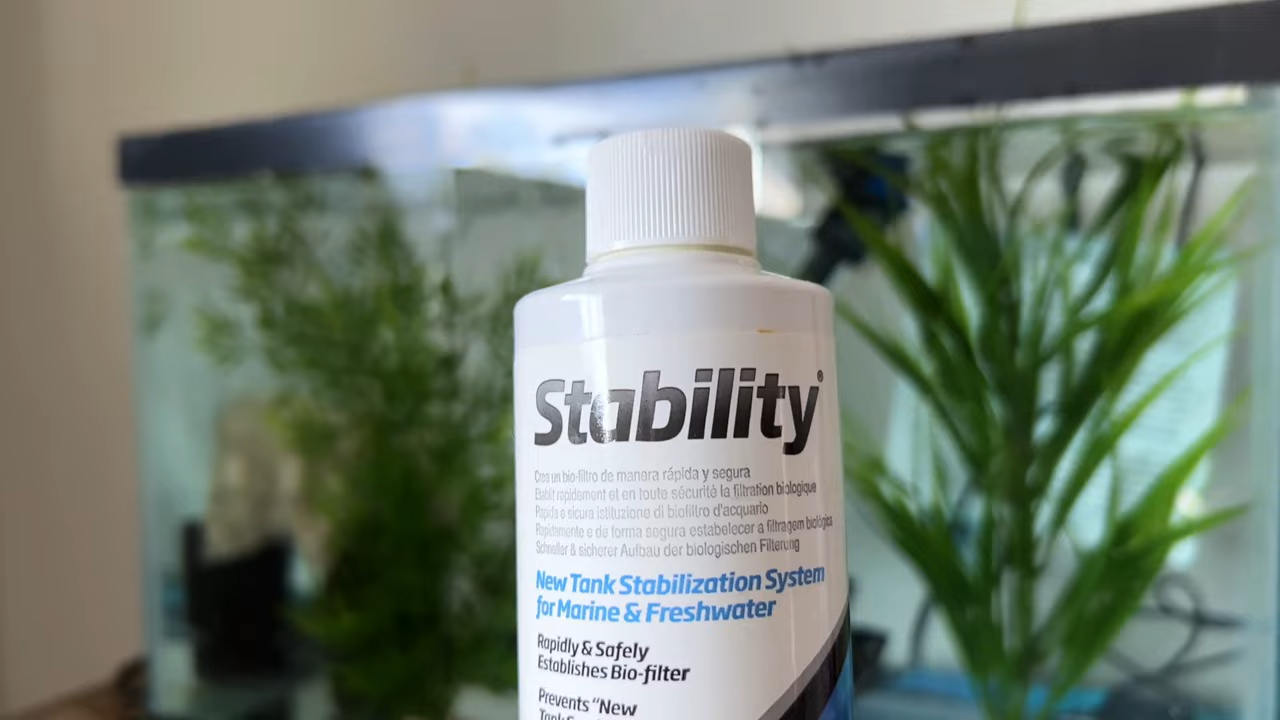 Stability®
Crea un bio-filtro de manera rápida y segura
Etablit rapidement et en toute sécurité la filtration biologique
Rapida e sicura istituzione di biofiltro d'acquario
Rapidamente e de forma segura estabelecer a filtragem biológica
Schneller & sicherer Aufbau der biologischen Filterung
New Tank Stabilization System
for Marine & Freshwater
Rapidly & Safely
Establishes Bio-filter
Prevents "New
Tank